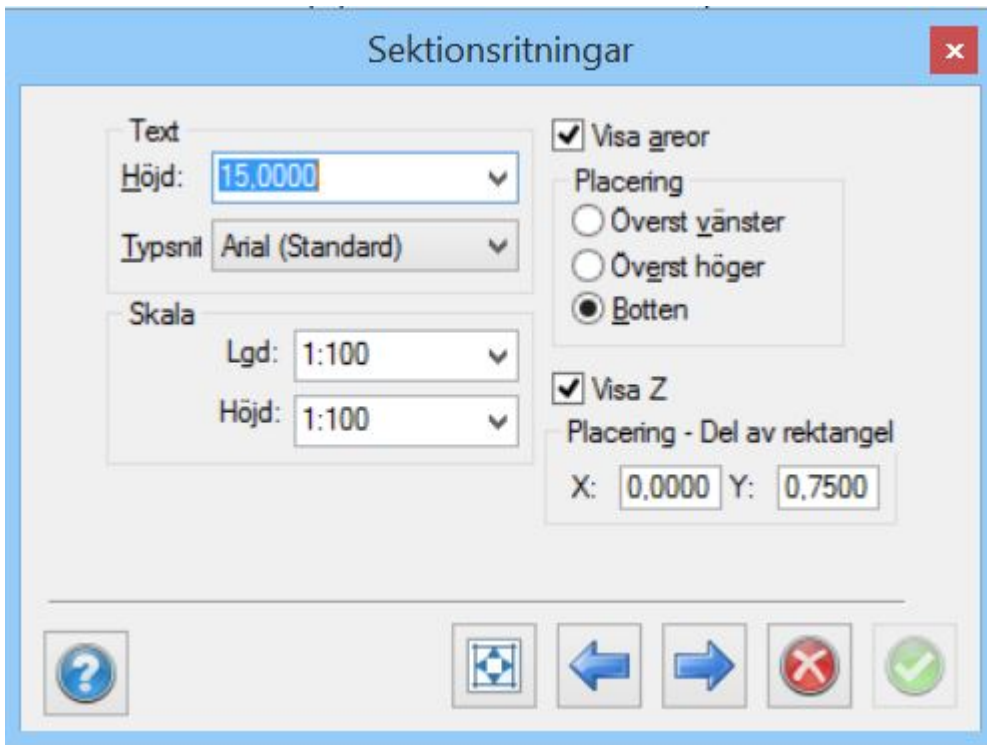 Sektionsritningar
Text
Höjd: 15,0000
Typsnit Arial (Standard)
Skala
Lgd: 1:100
Höjd: 1:100
Visa areor
Placering
Överst vänster
Överst höger
Botten
Visa Z
Placering - Del av rektangel
X: 0,0000 Y: 0,7500